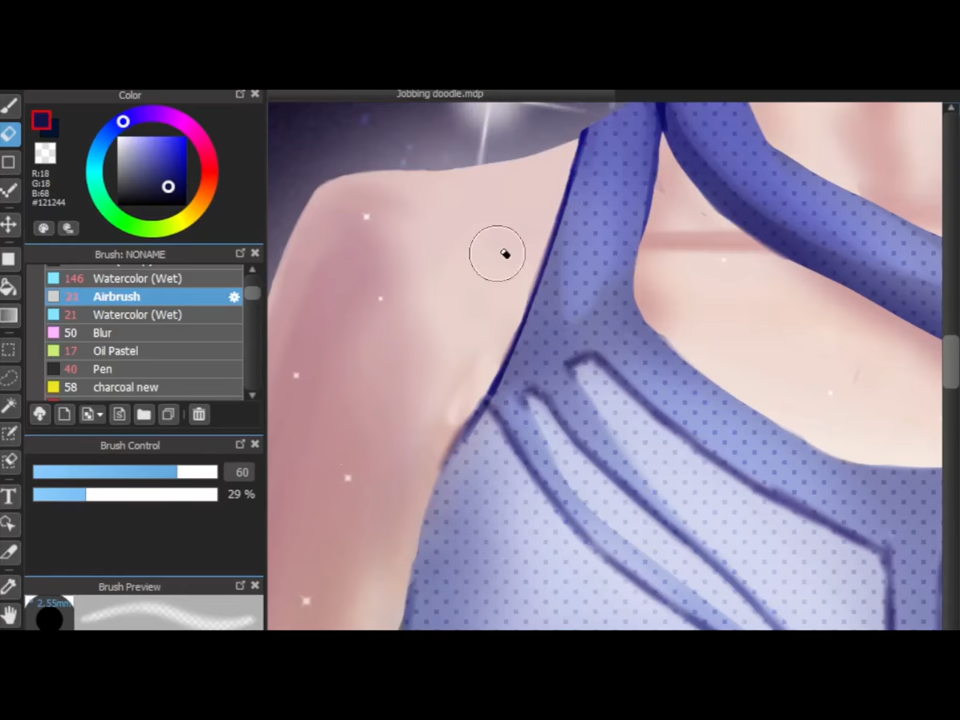 Color
Jobbing doodle.mdp
R:18
G:18
B:68
#121244
Brush: NONAME
146 Watercolor (Wet)
21 Airbrush
21 Watercolor (Wet)
50 Blur
17 Oil Pastel
40 Pen
58 charcoal new
T
Brush Control
60
29 %
Brush Preview
2.55mm